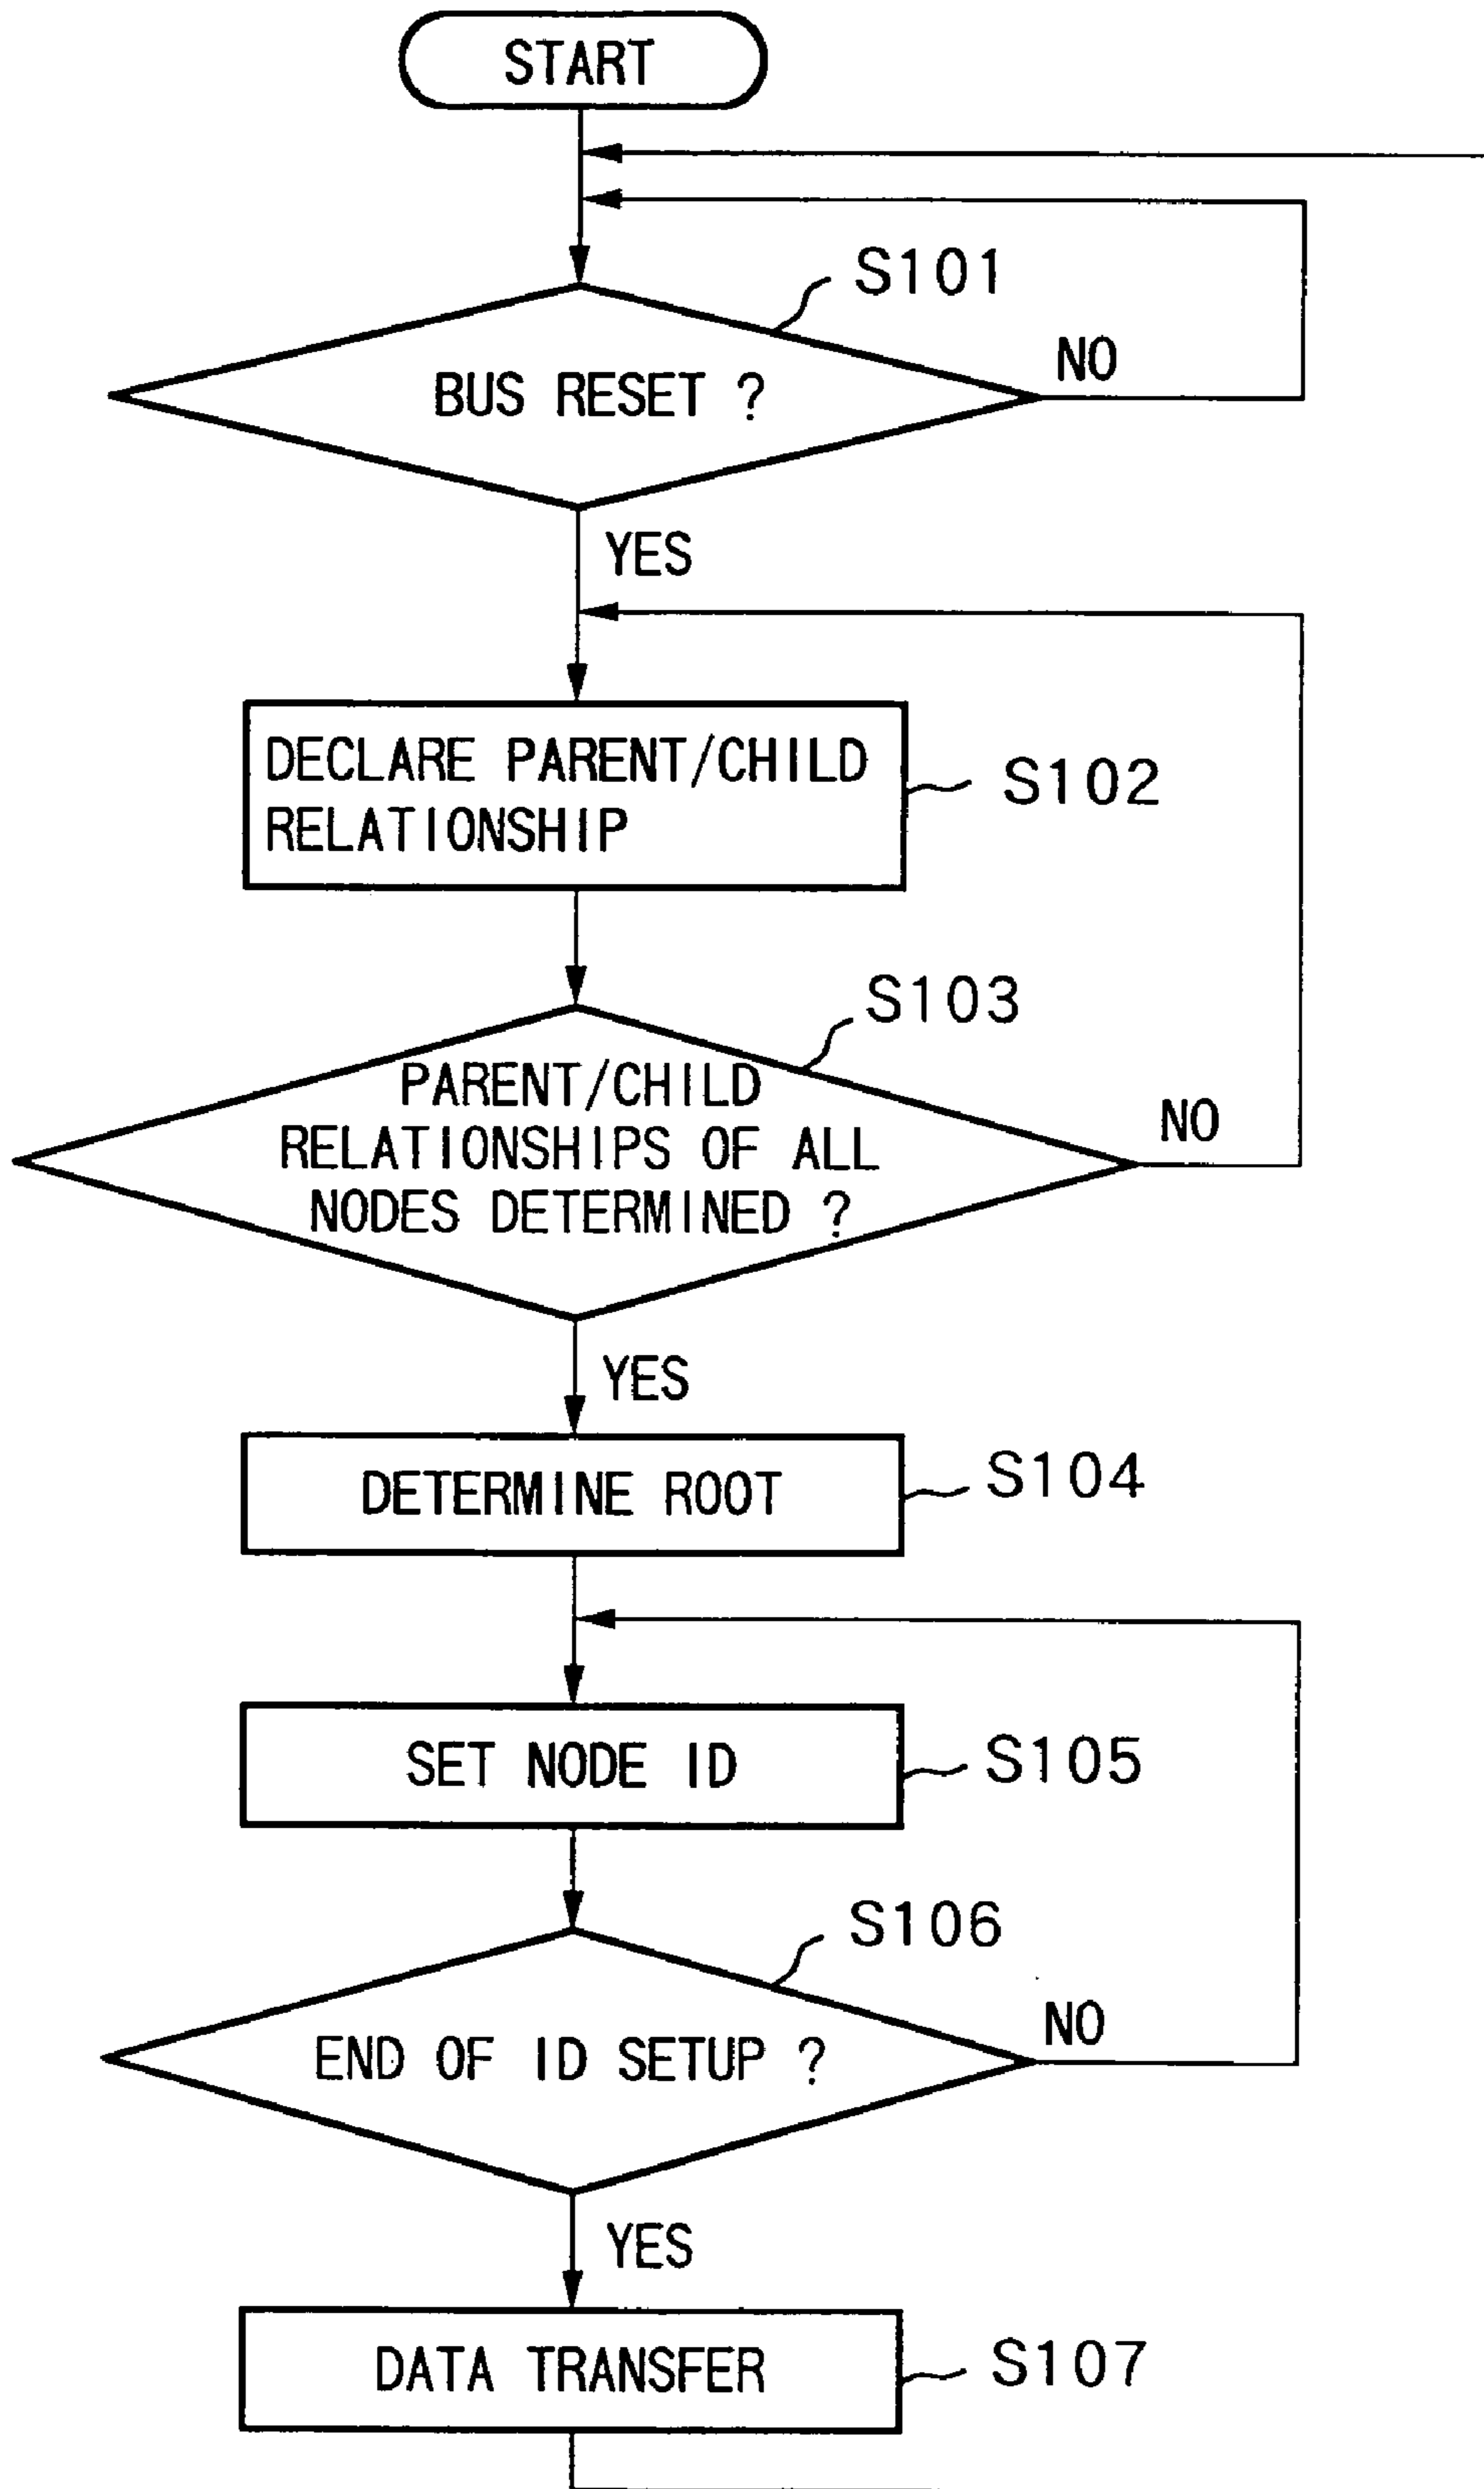 START
S101
BUS RESET ?
NO
YES
DECLARE PARENT/CHILD
RELATIONSHIP
S102
S103
PARENT/CHILD
RELATIONSHIPS OF ALL
NODES DETERMINED ?
NO
YES
DETERMINE ROOT
S104
SET NODE ID
S105
S106
END OF ID SETUP ?
NO
YES
DATA TRANSFER
S107